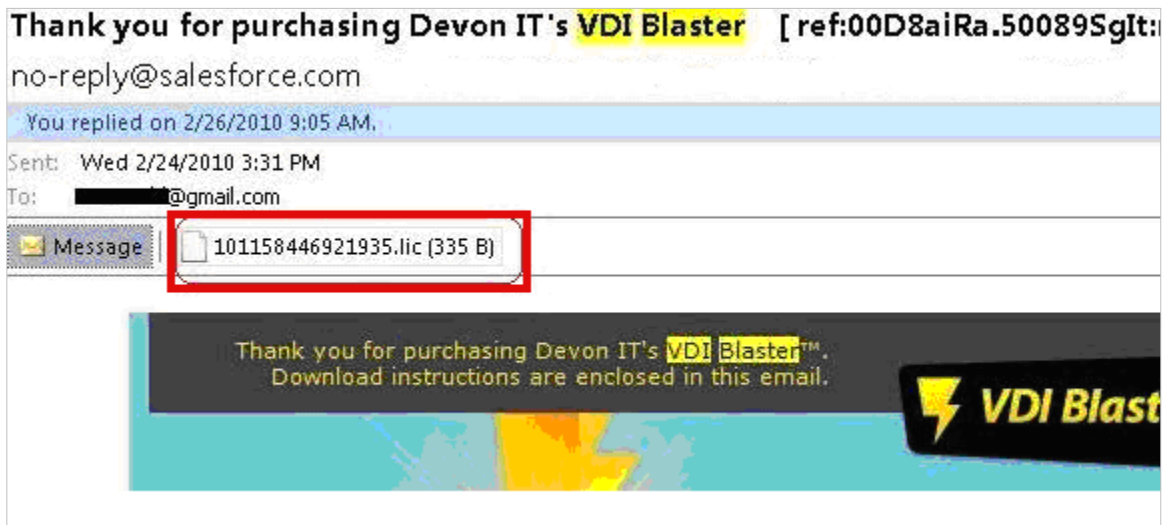 Thank you for purchasing Devon IT's VDI Blaster [ ref:00D8aiRa.50089SgIt:
no-reply@salesforce.com
You replied on 2/26/2010 9:05 AM.
Sent: Wed 2/24/2010 3:31 PM
To: @gmail.com
Message 101158446921935.lic (335 B)
Thank you for purchasing Devon IT's VDI Blaster™.
Download instructions are enclosed in this email.
VDI Blast